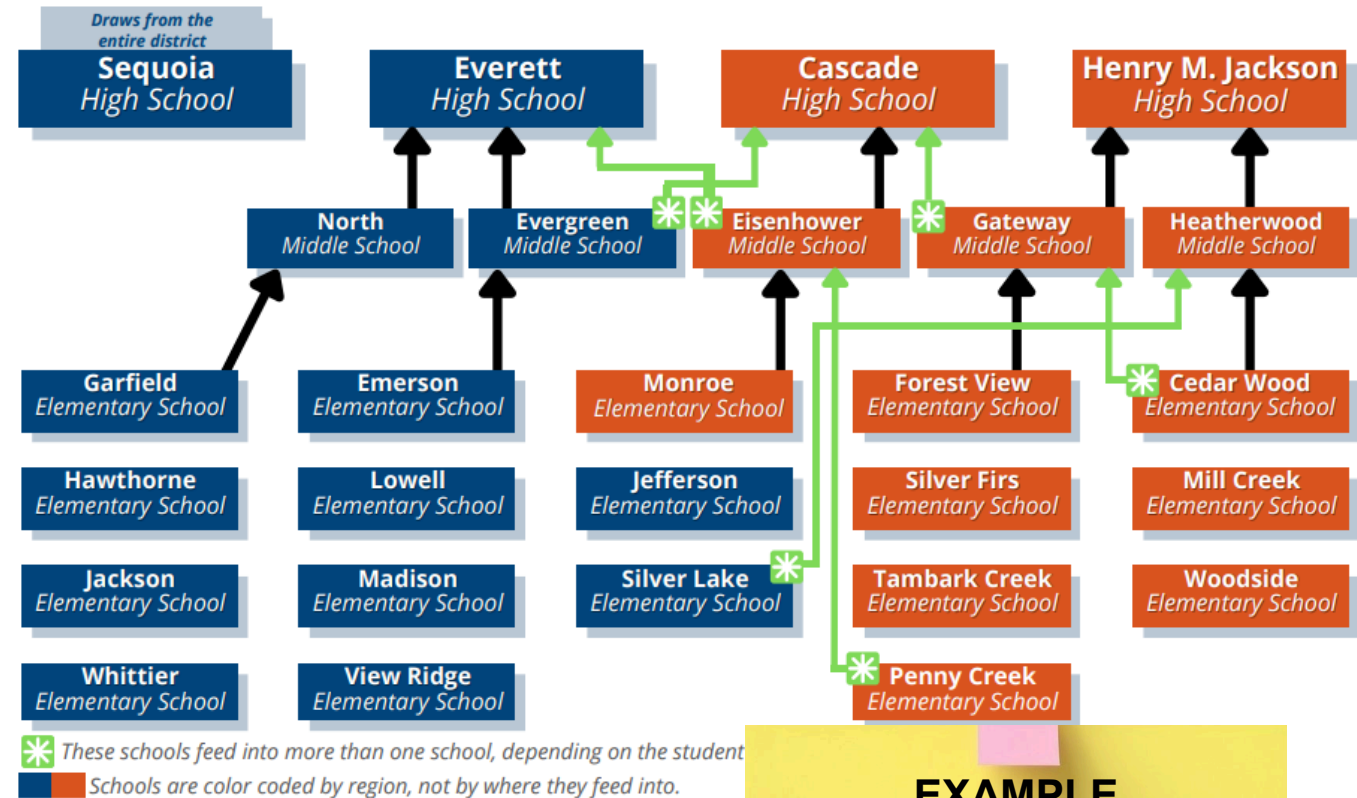 Draws from the
entire district
Sequoia
High School
Everett
High School
Cascade
High School
Henry M. Jackson
High School
North
Middle School
Evergreen
Middle School
Eisenhower
Middle School
Gateway
Middle School
Heatherwood
Middle School
Garfield
Elementary School
Emerson
Elementary School
Monroe
Elementary School
Forest View
Elementary School
Cedar Wood
Elementary School
Hawthorne
Elementary School
Lowell
Elementary School
Jefferson
Elementary School
Silver Firs
Elementary School
Mill Creek
Elementary School
Jackson
Elementary School
Madison
Elementary School
Silver Lake
Elementary School
Tambark Creek
Elementary School
Woodside
Elementary School
Whittier
Elementary School
View Ridge
Elementary School
Penny Creek
Elementary School
These schools feed into more than one school, depending on the student
Schools are color coded by region, not by where they feed into.
EXAMPLE